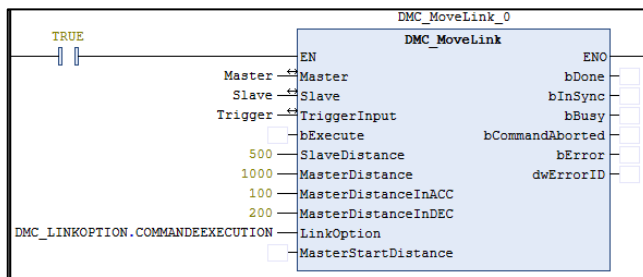 DMC_MoveLink_0
TRUE
DMC_MoveLink
EN ENO
Master Master bDone
Slave Slave bInSync
Trigger TriggerInput bBusy
bExecute bCommandAborted
500 SlaveDistance bError
1000 MasterDistance dwErrorID
100 MasterDistanceInACC
200 MasterDistanceInDEC
DMC_LINKOPTION.COMMANDEEXECUTION LinkOption
MasterStartDistance